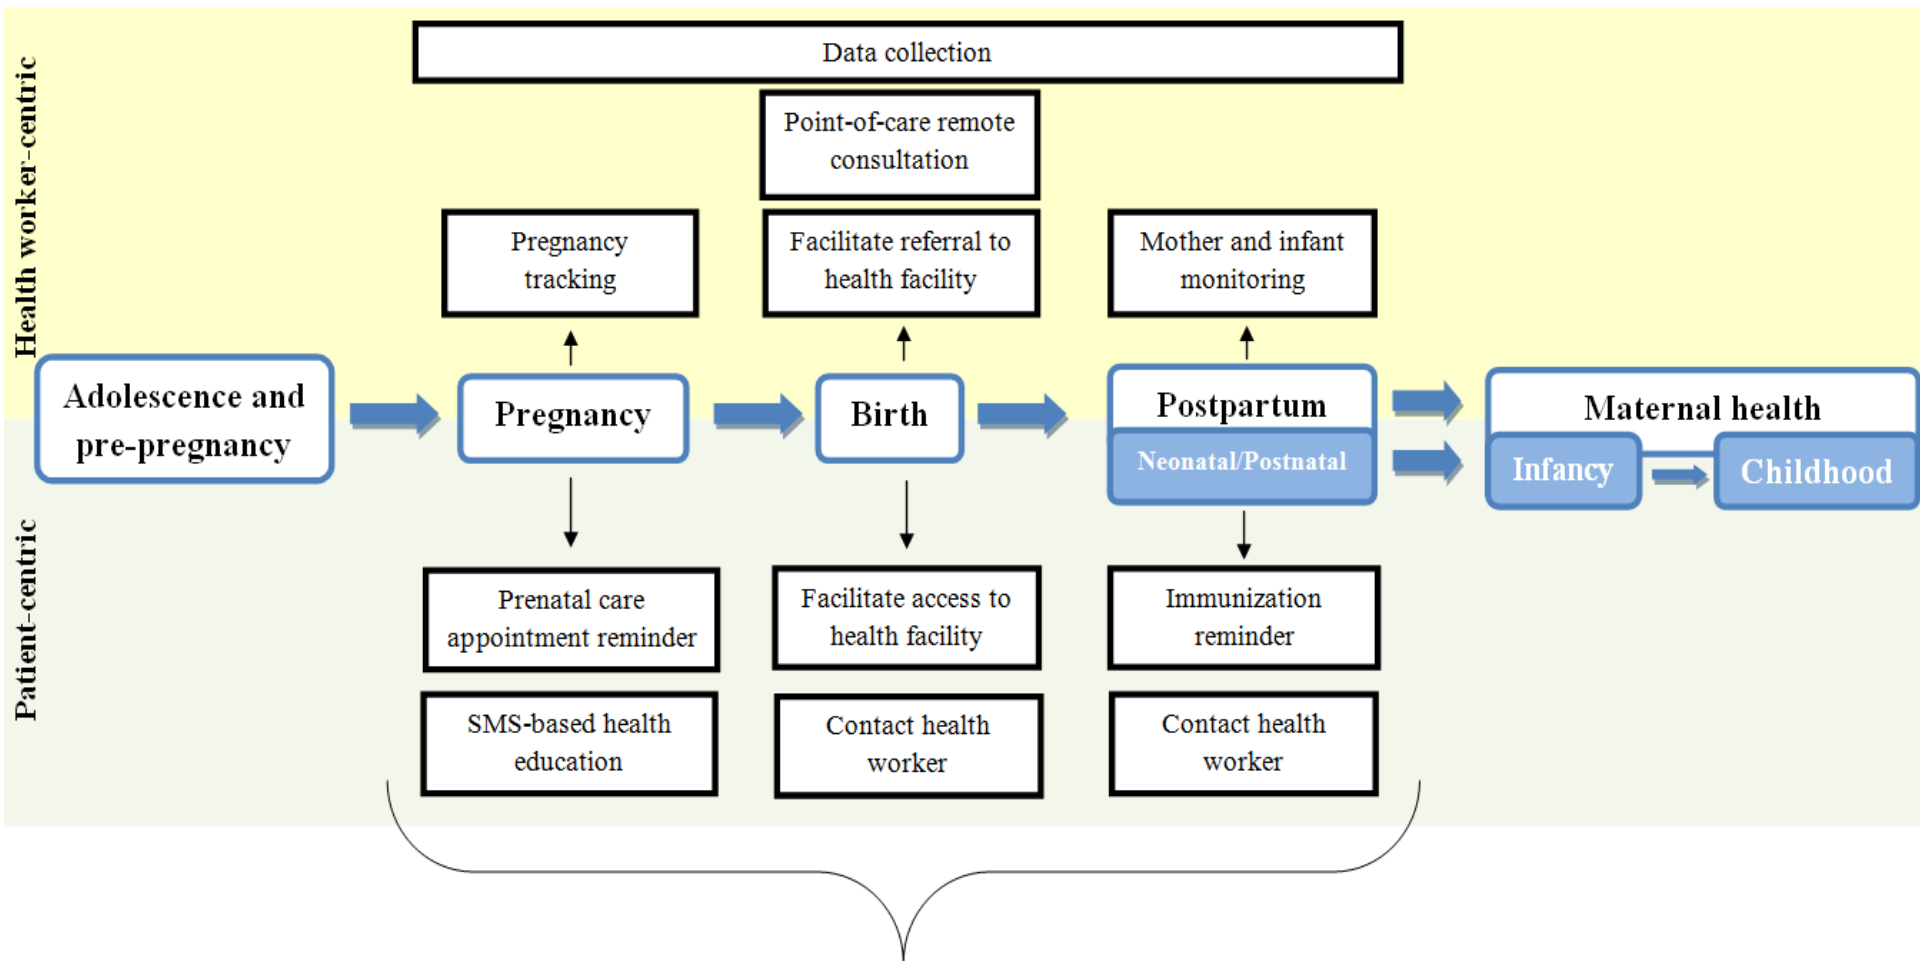 Health worker-centric
Data collection
Point-of-care remote
consultation
Pregnancy
tracking
Facilitate referral to
health facility
Mother and infant
monitoring
Adolescence and
pre-pregnancy
Pregnancy
Birth
Postpartum
Neonatal/Postnatal
Maternal health
Infancy
Childhood
Patient-centric
Prenatal care
appointment reminder
Facilitate access to
health facility
Immunization
reminder
SMS-based health
education
Contact health
worker
Contact health
worker